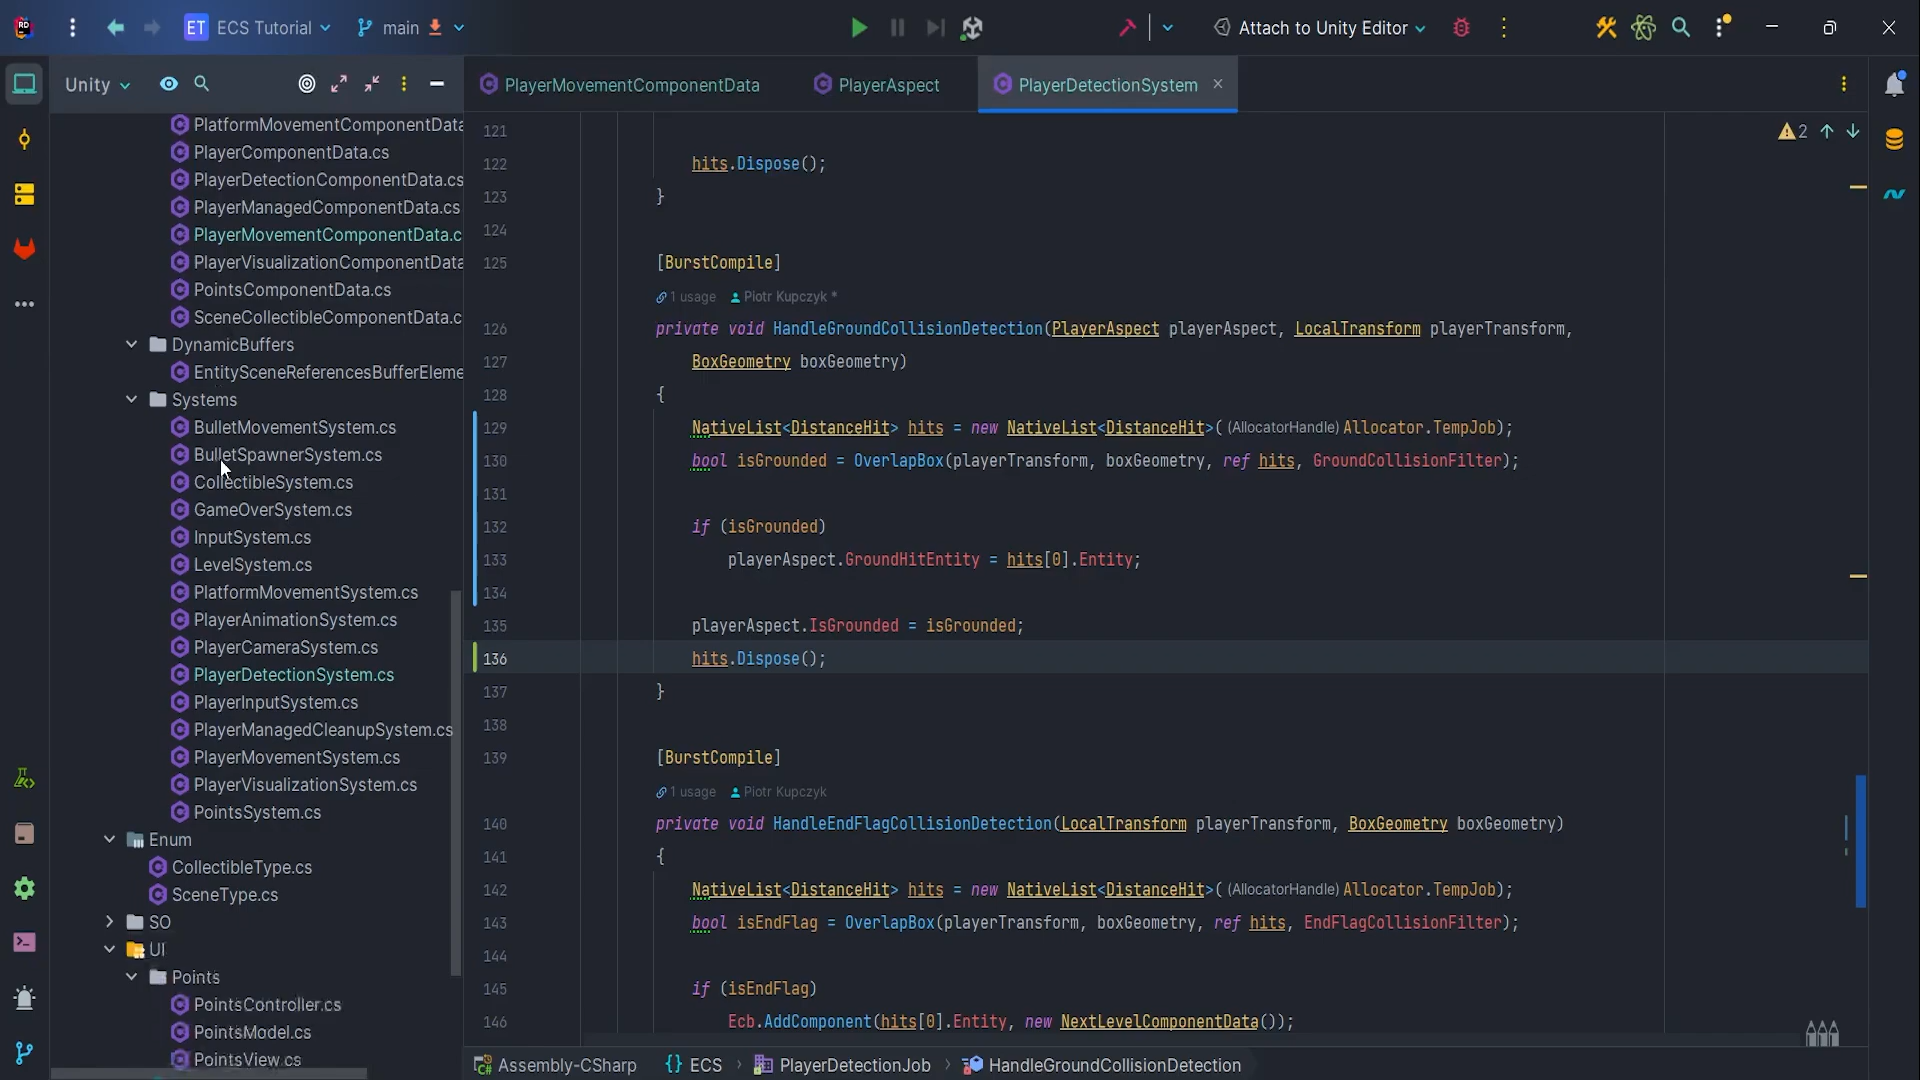 ET ECS Tutorial main Attach to Unity Editor
Unity PlayerMovementComponentData PlayerAspect PlayerDetectionSystem
PlatformMovementComponentData
PlayerComponentData.cs
PlayerDetectionComponentData.cs
PlayerManagedComponentData.cs
PlayerMovementComponentData.c
PlayerVisualizationComponentData
PointsComponentData.cs
SceneCollectibleComponentData.c
DynamicBuffers
EntitySceneReferencesBufferEleme
Systems
BulletMovementSystem.cs
BulletSpawnerSystem.cs
CollectibleSystem.cs
GameOverSystem.cs
InputSystem.cs
LevelSystem.cs
PlatformMovementSystem.cs
PlayerAnimationSystem.cs
PlayerCameraSystem.cs
PlayerDetectionSystem.cs
PlayerInputSystem.cs
PlayerManagedCleanupSystem.cs
PlayerMovementSystem.cs
PlayerVisualizationSystem.cs
PointsSystem.cs
Enum
CollectibleType.cs
SceneType.cs
SO
UI
Points
PointsController.cs
PointsModel.cs
PointsView.cs
2
121
122 hits.Dispose();
123 }
124
125 [BurstCompile]
1 usage Piotr Kupczyk *
126 private void HandleGroundCollisionDetection(PlayerAspect playerAspect, LocalTransform playerTransform,
127 BoxGeometry boxGeometry)
128 {
129 NativeList<DistanceHit> hits = new NativeList<DistanceHit>((AllocatorHandle)Allocator.TempJob);
130 bool isGrounded = OverlapBox(playerTransform, boxGeometry, ref hits, GroundCollisionFilter);
131
132 if (isGrounded)
133 playerAspect.GroundHitEntity = hits[0].Entity;
134
135 playerAspect.IsGrounded = isGrounded;
136 hits.Dispose();
137 }
138
139 [BurstCompile]
1 usage Piotr Kupczyk
140 private void HandleEndFlagCollisionDetection(LocalTransform playerTransform, BoxGeometry boxGeometry)
141 {
142 NativeList<DistanceHit> hits = new NativeList<DistanceHit>((AllocatorHandle)Allocator.TempJob);
143 bool isEndFlag = OverlapBox(playerTransform, boxGeometry, ref hits, EndFlagCollisionFilter);
144
145 if (isEndFlag)
146 Ecb.AddComponent(hits[0].Entity, new NextLevelComponentData());
Assembly-CSharp {} ECS > PlayerDetectionJob > HandleGroundCollisionDetection